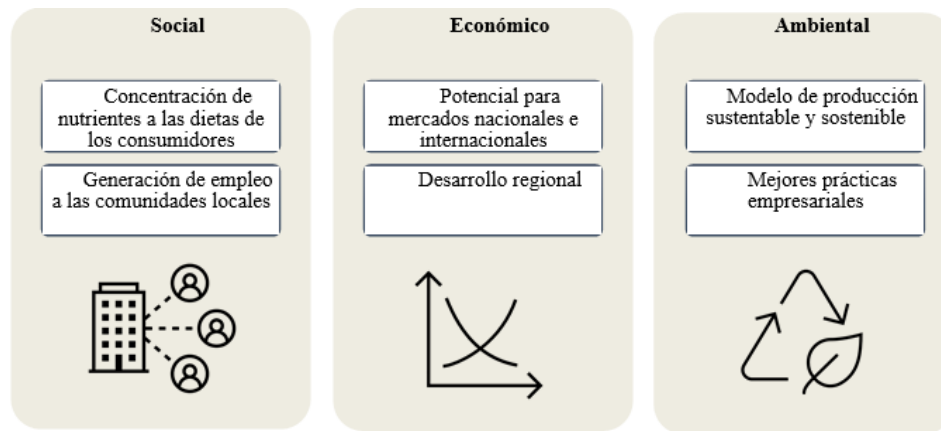 Social
Concentración de
nutrientes a las dietas de
los consumidores
Generación de empleo
a las comunidades locales
Económico
Potencial para
mercados nacionales e
internacionales
Desarrollo regional
Ambiental
Modelo de producción
sustentable y sostenible
Mejores prácticas
empresariales